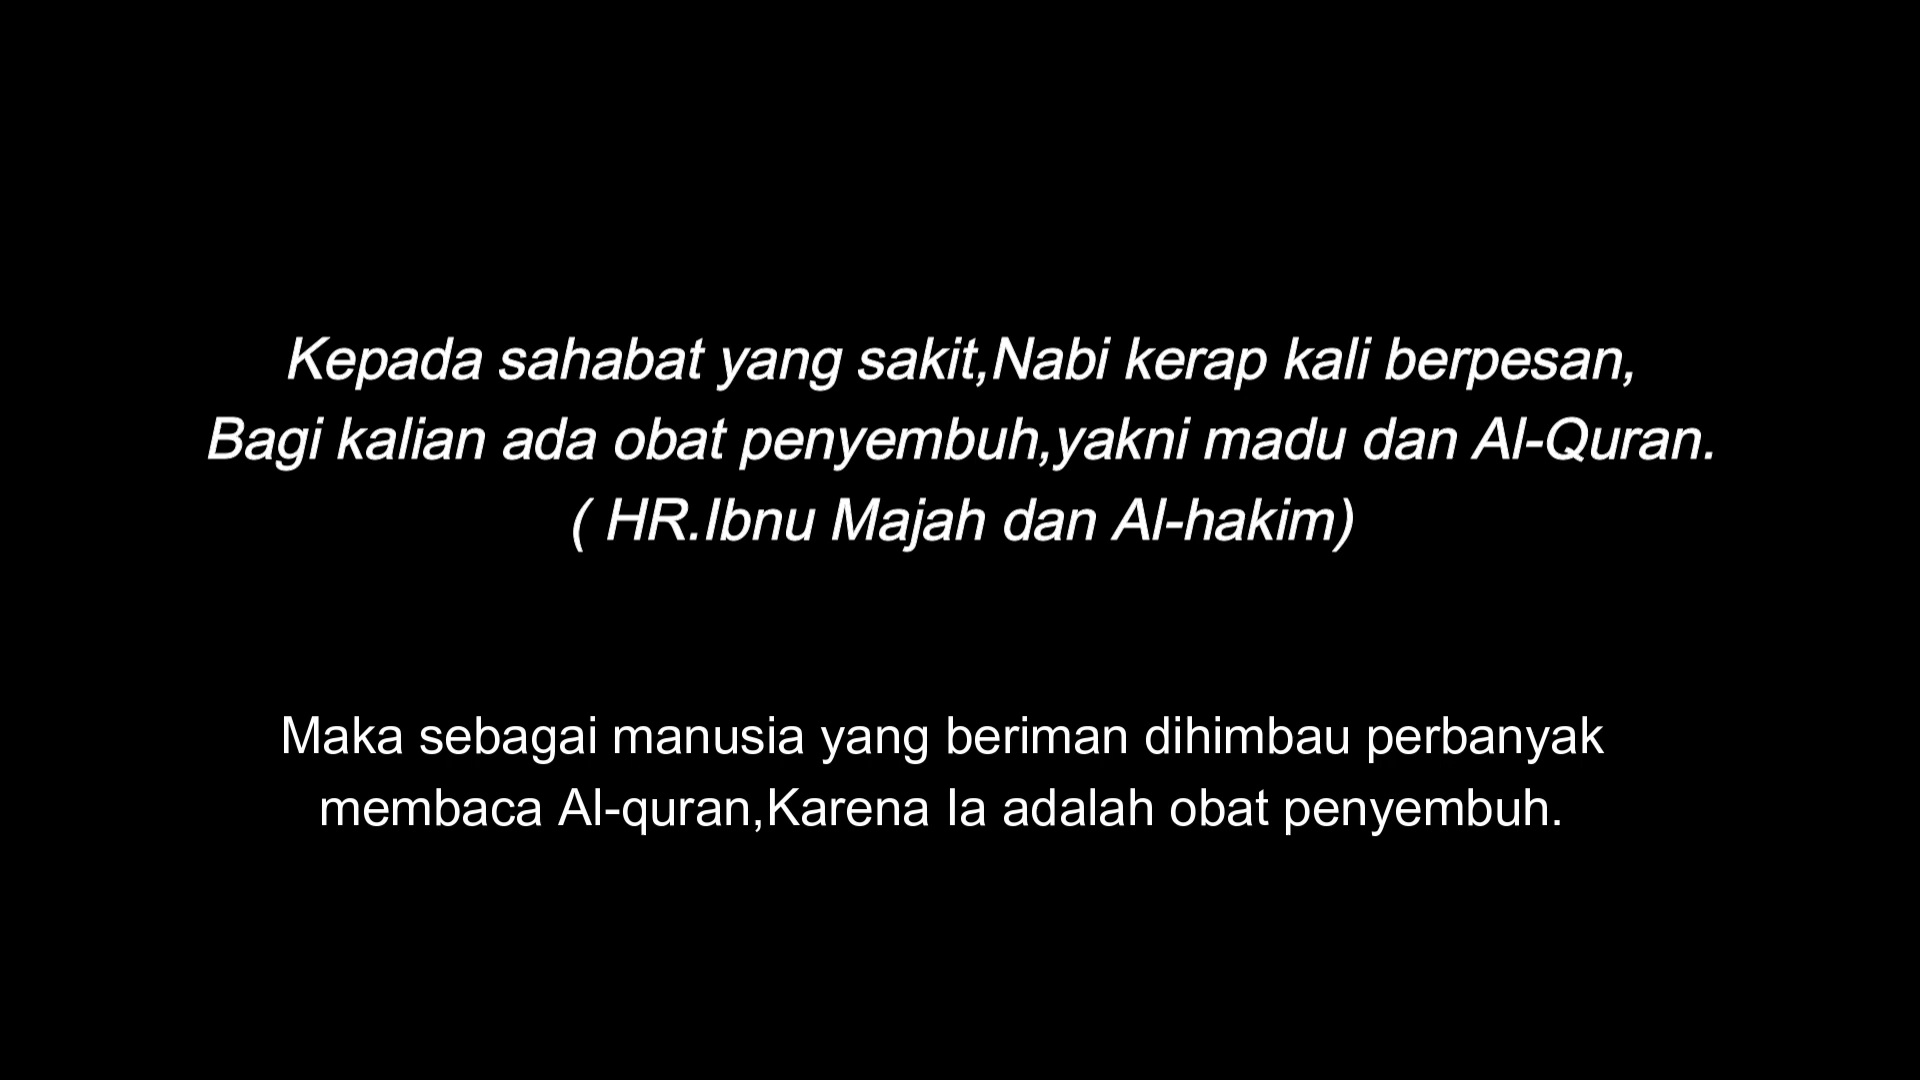 Kepada sahabat yang sakit,Nabi kerap kali berpesan,
Bagi kalian ada obat penyembuh,yakni madu dan Al-Quran.
( HR.Ibnu Majah dan Al-hakim)
Maka sebagai manusia yang beriman dihimbau perbanyak
membaca Al-quran,Karena Ia adalah obat penyembuh.